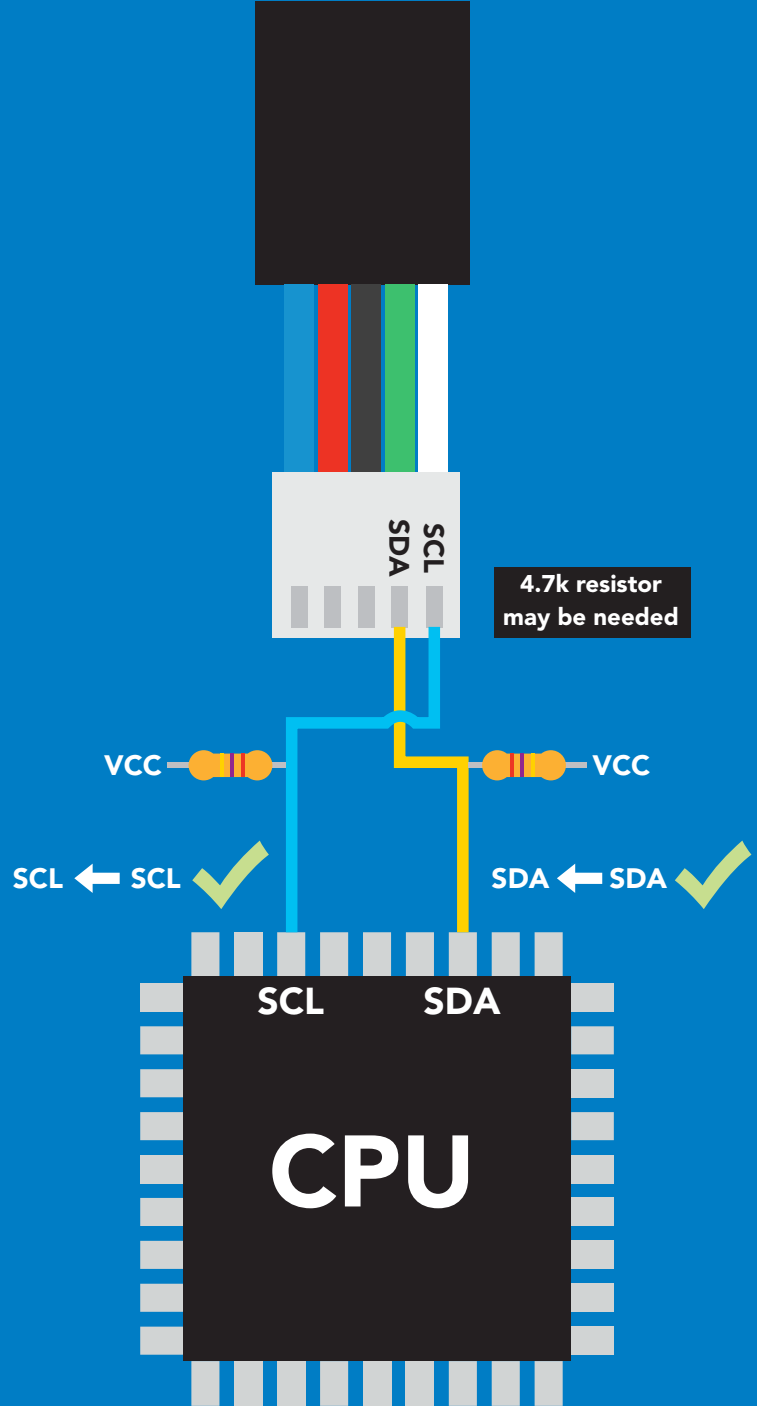 SDA
SCL
4.7k resistor
may be needed
VCC
VCC
SCL
SCL
SDA
SDA
SCL
SDA
CPU